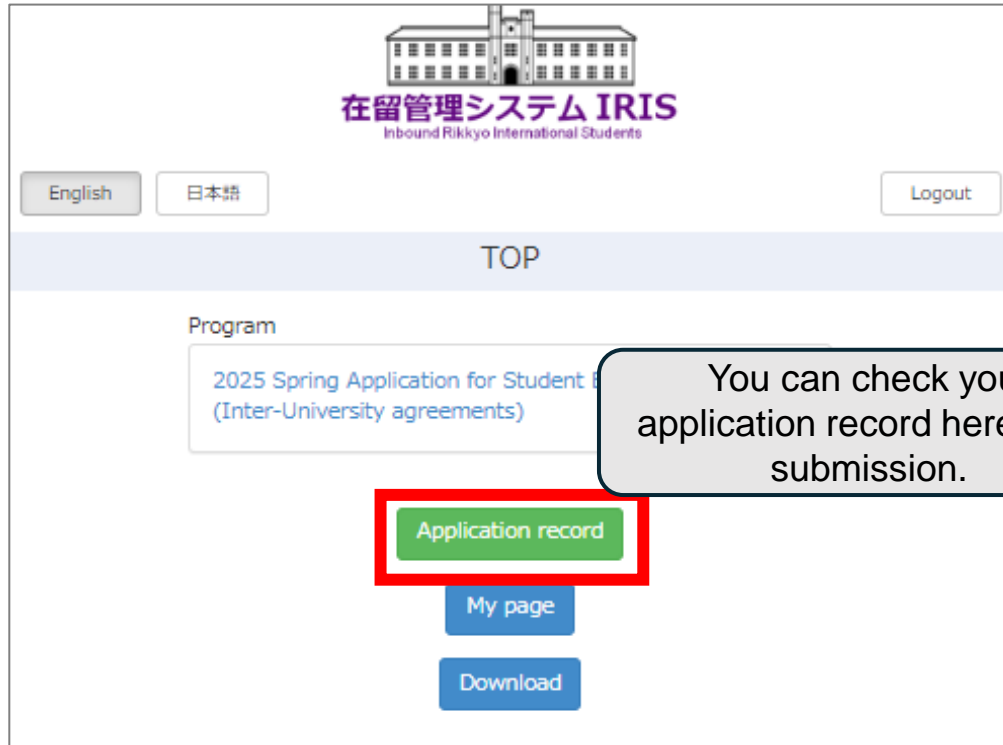 在留管理システム IRIS
Inbound Rikkyo International Students
English
日本語
Logout
TOP
Program
2025 Spring Application for Student
(Inter-University agreements)
You can check
application record
submission.
Application record
My page
Download